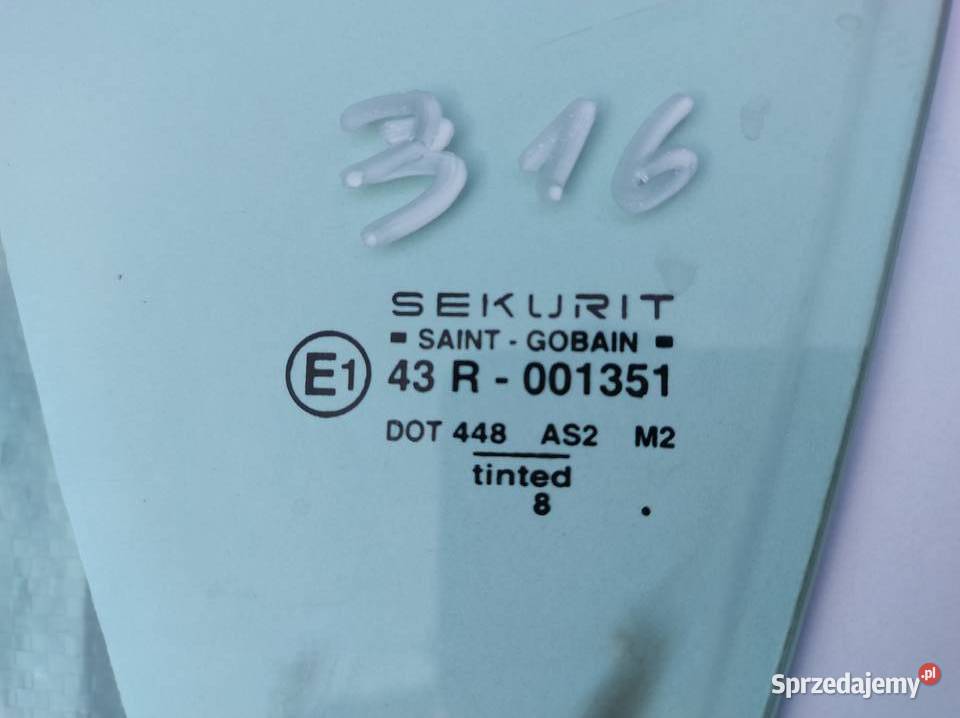 316
SEKURIT
- SAINT - GOBAIN -
E1 43 R - 001351
DOT 448 AS2 M2
tinted
8 .
Sprzedajemy.pl